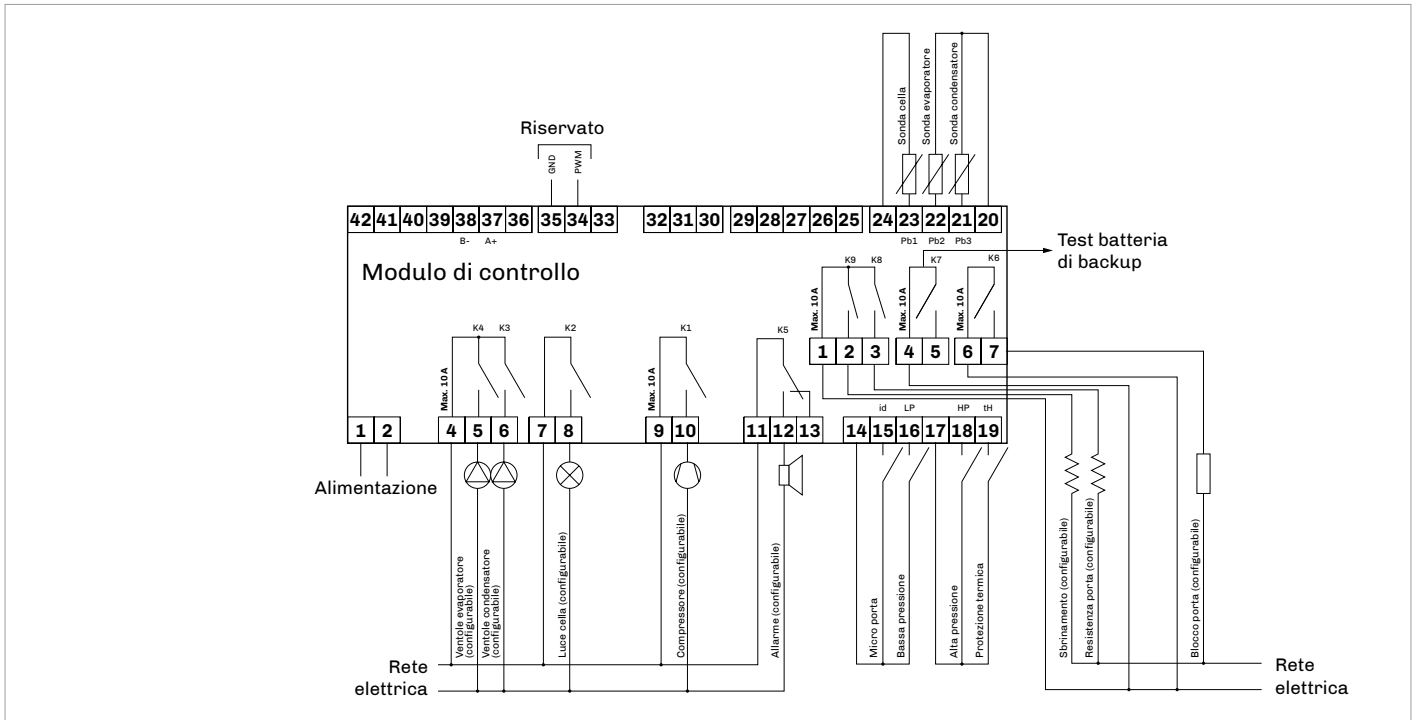 Sonda cella
Sonda evaporatore
Sonda condensatore
Riservato
GND
PWM
42 41 40 39 38 37 36 35 34 33 32 31 30 29 28 27 26 25 24 23 22 21 20
B- A+ Pb1 Pb2 Pb3
Test batteria
di backup
Modulo di controllo
K9 K8 K7 K6
Max. 10A
Max. 10A
Max. 10A
K4 K3 K2 K1 K5
Max. 10A
Max. 10A
1 2 3 4 5 6 7
id LP HP tH
1 2 4 5 6 7 8 9 10 11 12 13 14 15 16 17 18 19
Alimentazione
Ventole evaporatore
(configurabile)
Ventole condensatore
(configurabile)
Luce cella (configurabile)
Compressore (configurabile)
Allarme (configurabile)
Micro porta
Bassa pressione
Alta pressione
Protezione termica
Sbrinamento (configurabile)
Resistenza porta (configurabile)
Blocco porta (configurabile)
Rete
elettrica
Rete
elettrica